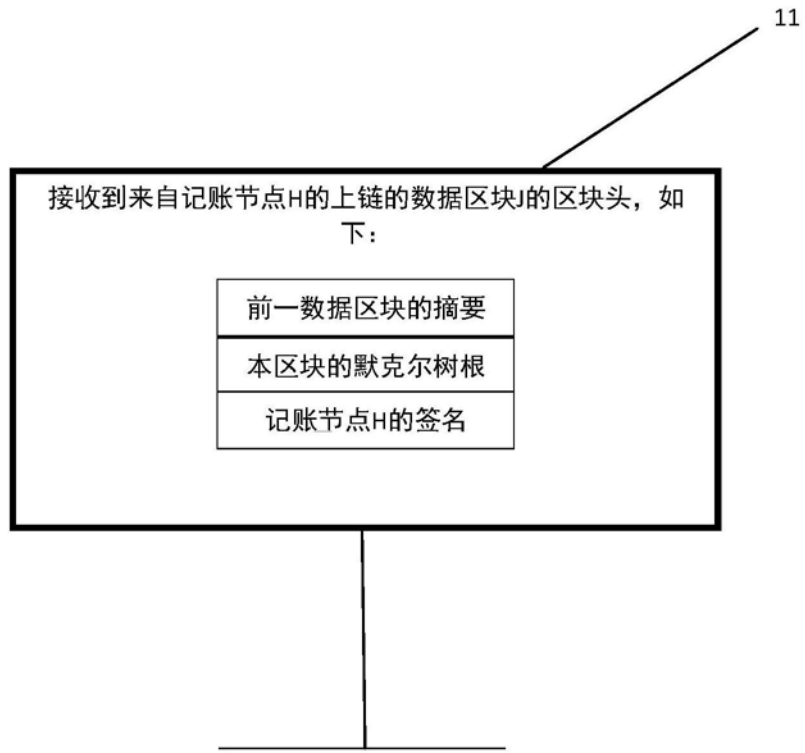 11
接收到来自记账节点H的上链的数据区块J的区块头，如
下：
前一数据区块的摘要
本区块的默克尔树根
记账节点H的签名